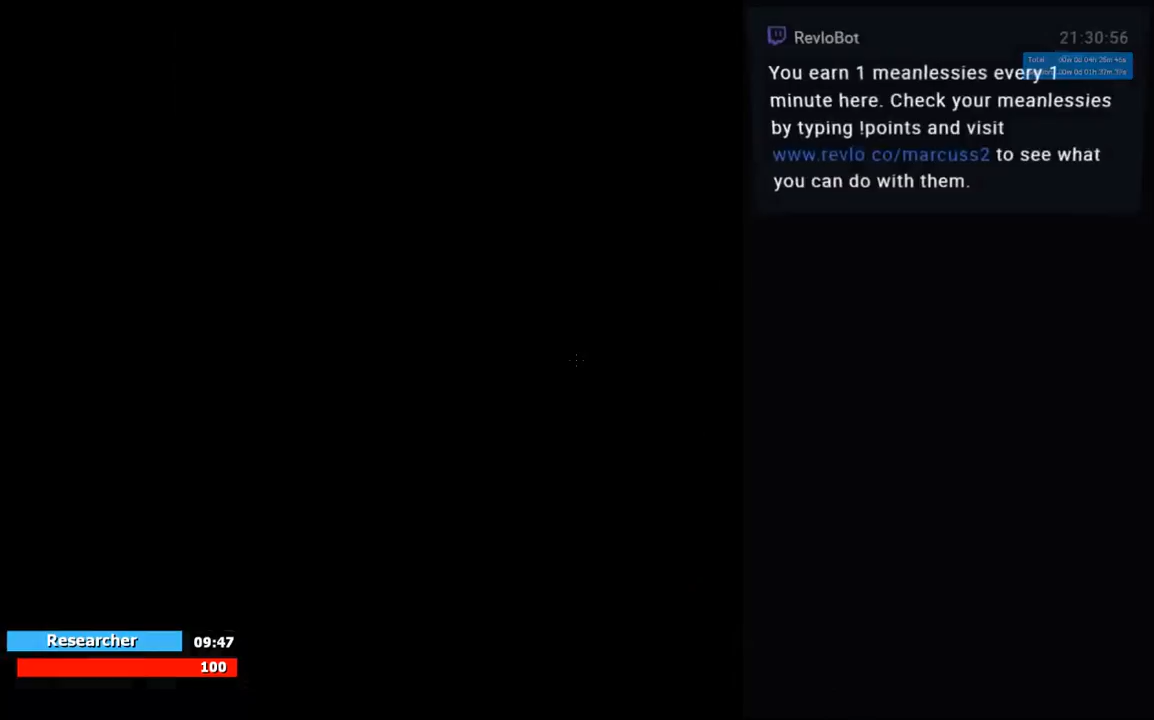 RevloBot 21:30:56
Total
You earn 1 meanlessies every 1
minute here. Check your meanlessies
by typing !points and visit
www.revlo co/marcuss2 to see what
you can do with them.
Researcher 09:47
100